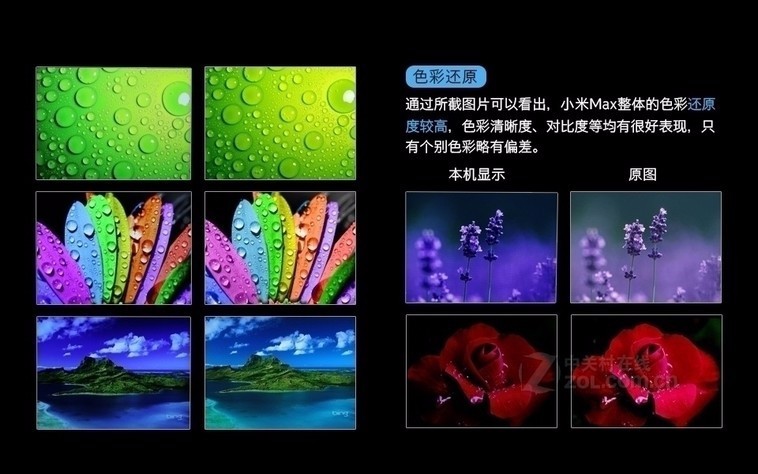 色彩还原
通过所截图片可以看出，小米Max整体的色彩还原
度较高，色彩清晰度、对比度等均有很好表现，只
有个别色彩略有偏差。
本机显示
原图
中关村在线
ZOL.COM.CN